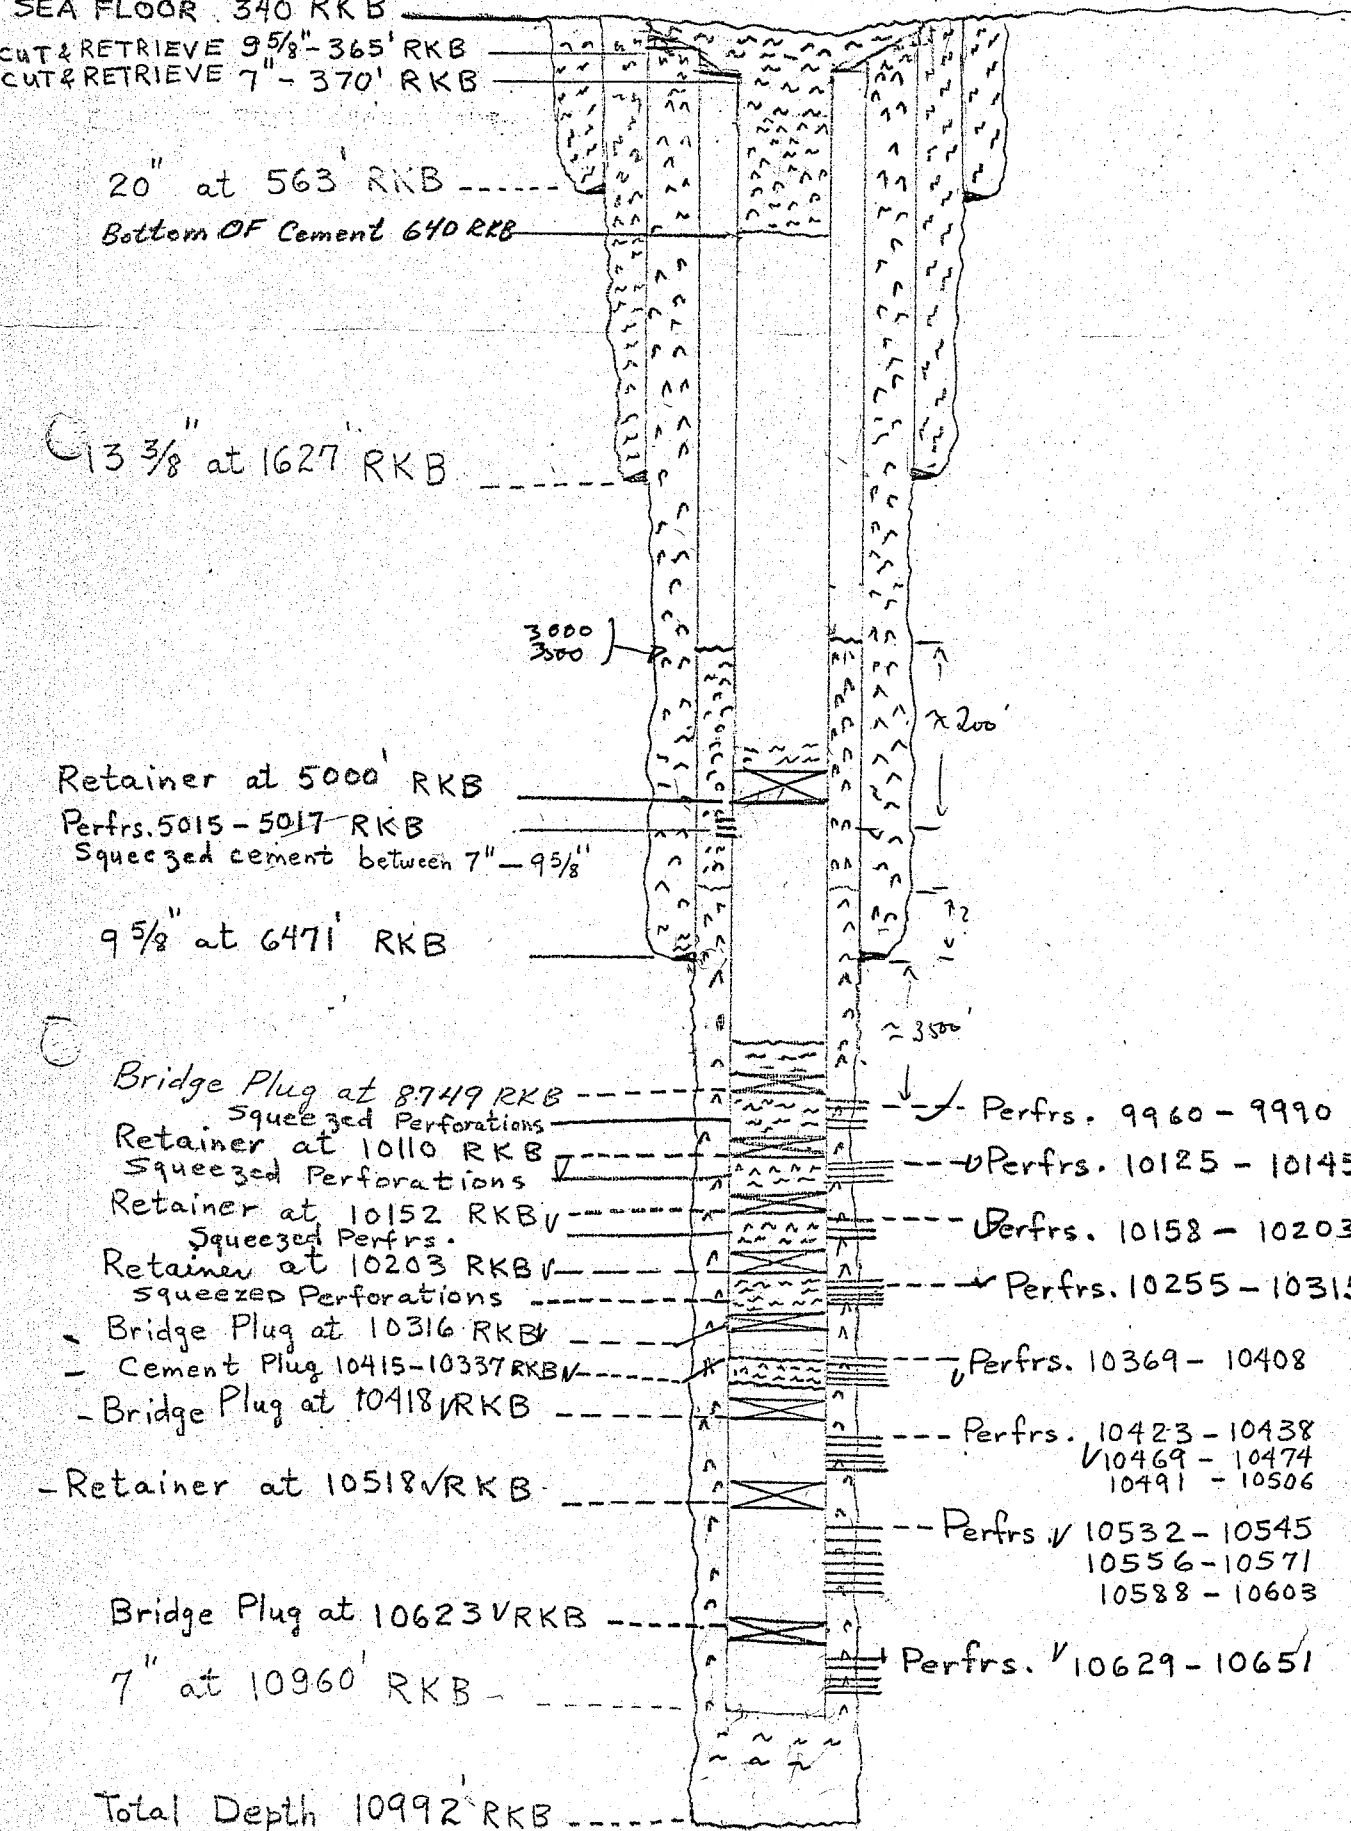 SEA FLOOR 340 RKB
CUT & RETRIEVE 9 5/8" - 365' RKB
CUT & RETRIEVE 7" - 370' RKB
20" at 563' RKB
Bottom OF Cement 640 RKB
13 3/8" at 1627' RKB
3000
3500
≈ 200'
Retainer at 5000' RKB
Perfrs. 5015 - 5017 RKB
Squeezed cement between 7" - 9 5/8"
?
9 5/8" at 6471' RKB
≈ 3500'
Bridge Plug at 8749 RKB
Squeezed Perforations
Perfrs. 9960 - 9990
Retainer at 10110 RKB
Squeezed Perforations
Perfrs. 10125 - 10145
Retainer at 10152 RKB
Squeezed Perfrs.
Perfrs. 10158 - 10203
Retainer at 10203 RKB
Squeezed Perforations
Perfrs. 10255 - 10315
Bridge Plug at 10316 RKB
Cement Plug 10415-10337 RKB
Perfrs. 10369 - 10408
- Bridge Plug at 10418 RKB
Perfrs. 10423 - 10438
10469 - 10474
10491 - 10506
- Retainer at 10518 RKB
Perfrs. 10532 - 10545
10556 - 10571
10588 - 10603
Bridge Plug at 10623 RKB
Perfrs. 10629 - 10651
7" at 10960' RKB
Total Depth 10992' RKB